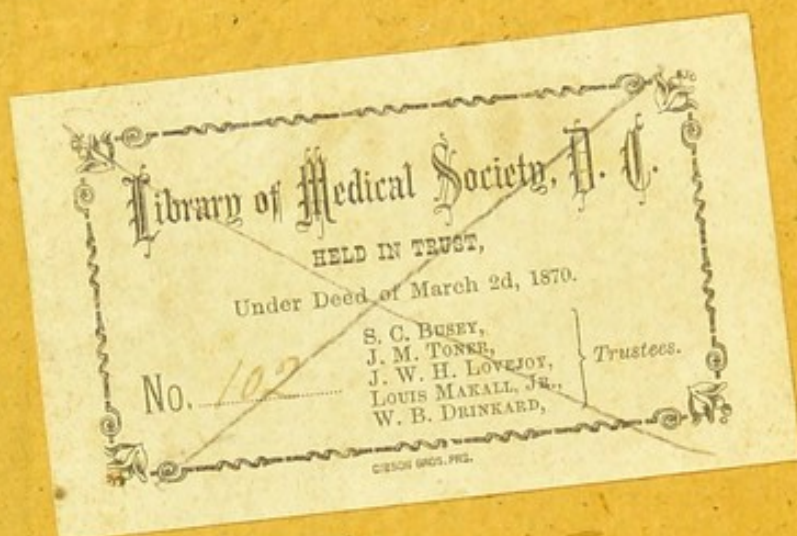 Library of Medical Society, D. C.
HELD IN TRUST,
Under Deed of March 2d, 1870.
No. 102
S. C. BUSEY,
J. M. TONER,
J. W. H. LOVEJOY,
LOUIS MAKALL, JR.,
W. B. DRINKARD,
Trustees.
GIBSON BROS. PRS.